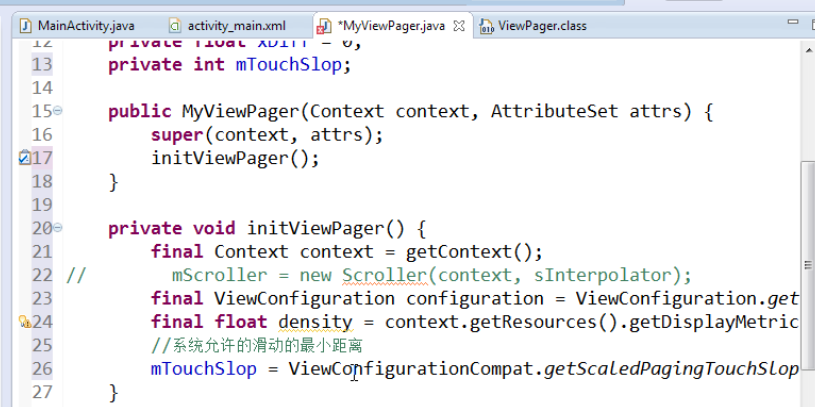 MainActivity.java activity_main.xml *MyViewPager.java ViewPager.class
12 private float xDiff = 0;
13 private int mTouchSlop;
14
15 public MyViewPager(Context context, AttributeSet attrs) {
16 super(context, attrs);
17 initViewPager();
18 }
19
20 private void initViewPager() {
21 final Context context = getContext();
22 // mScroller = new Scroller(context, sInterpolator);
23 final ViewConfiguration configuration = ViewConfiguration.get
24 final float density = context.getResources().getDisplayMetric
25 //系统允许的滑动的最小距离
26 mTouchSlop = ViewConfigurationCompat.getScaledPagingTouchSlop
27 }